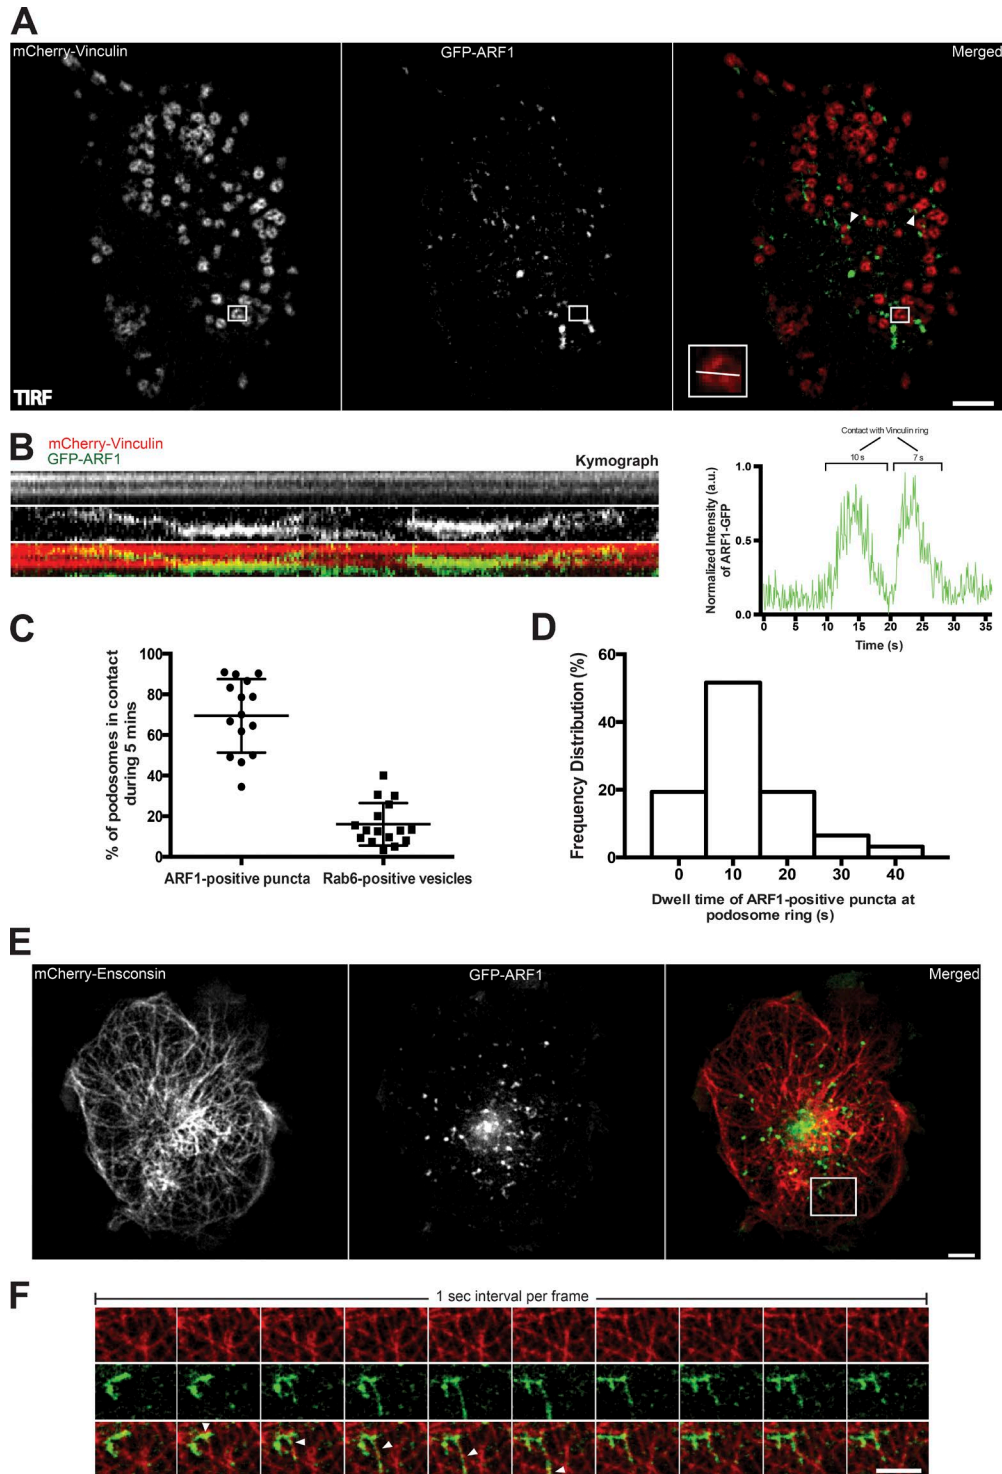 A
mCherry-Vinculin
GFP-ARF1
Merged
TIRF
B
mCherry-Vinculin
GFP-ARF1
Kymograph
Contact with Vinculin ring
10 s
7 s
Normalized Intensity (a.u.)
of ARF1-GFP
1.0
0.5
0.0
0 5 10 15 20 25 30 35
Time (s)
C
% of podosomes in contact
during 5 mins
100
80
60
40
20
0
ARF1-positive puncta
Rab6-positive vesicles
D
Frequency Distribution (%)
60
40
20
0
0 10 20 30 40
Dwell time of ARF1-positive puncta at
podosome ring (s)
E
mCherry-Ensconsin
GFP-ARF1
Merged
F
1 sec interval per frame